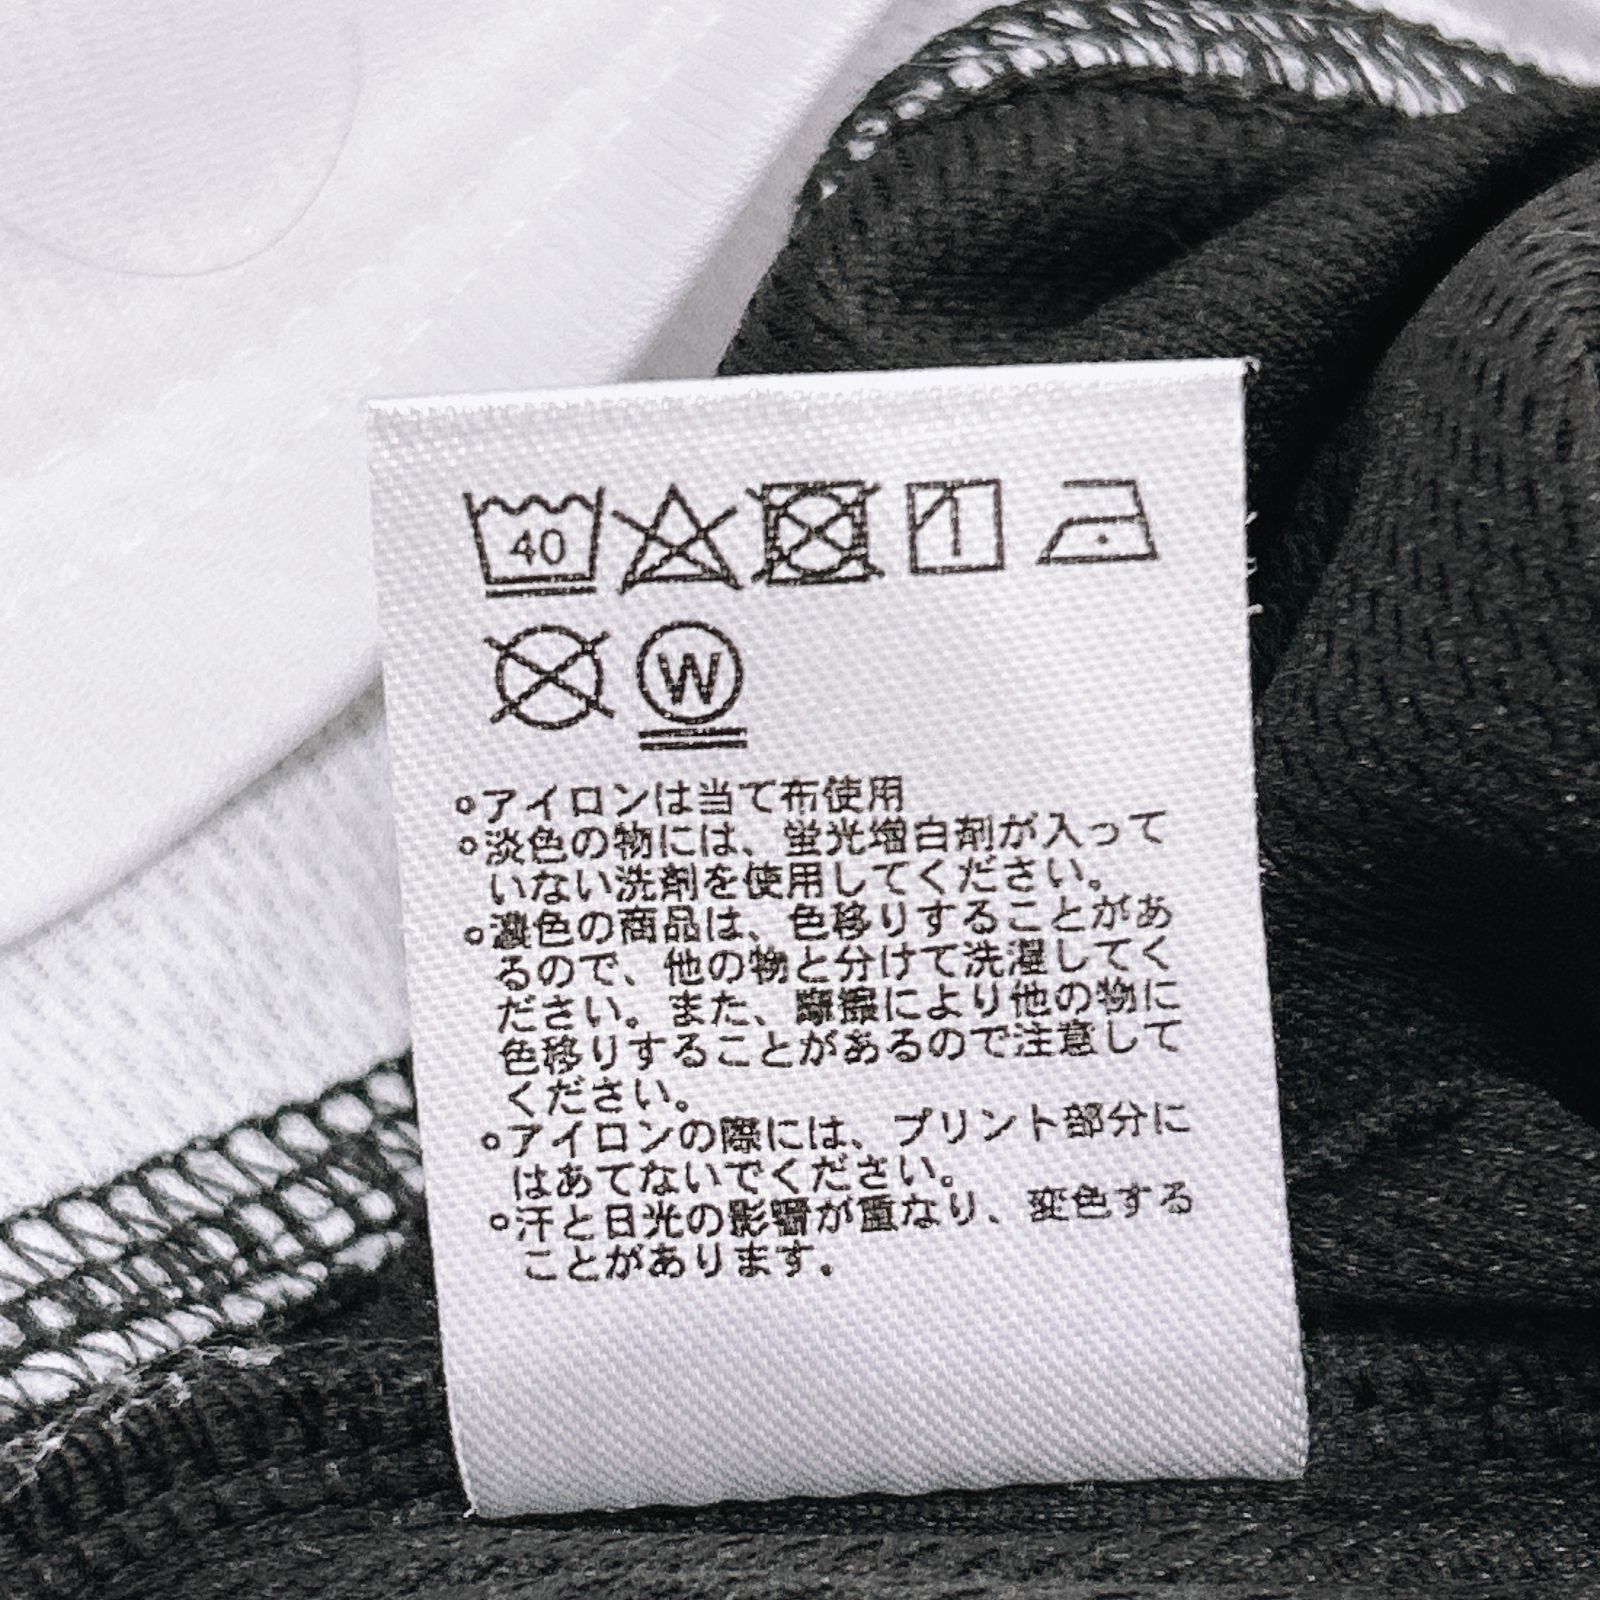 40
W
◦アイロンは当て布使用
◦淡色の物には、蛍光増白剤が入って
いない洗剤を使用してください。
◦濃色の商品は、色移りすることがあ
るので、他の物と分けて洗濯してく
ださい。また、摩擦により他の物に
色移りすることがあるので注意して
ください。
◦アイロンの際には、プリント部分に
はあてないでください。
◦汗と日光の影響が重なり、変色する
ことがあります。